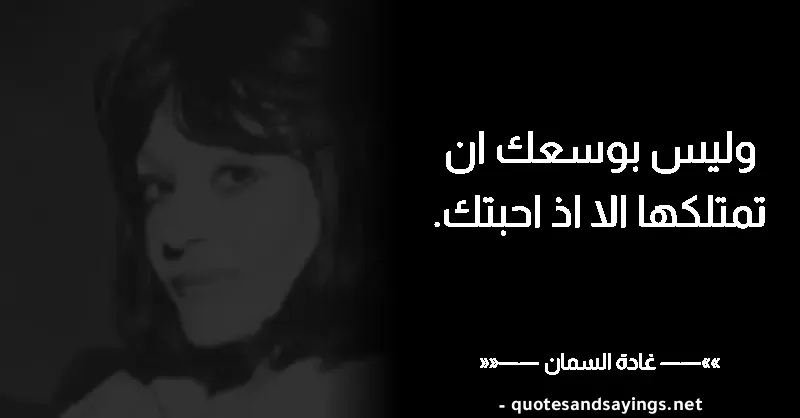 وليس بوسعك ان
تمتلكها الا اذ احبتك.
»»—— غادة السمان ——««
- quotesandsayings.net